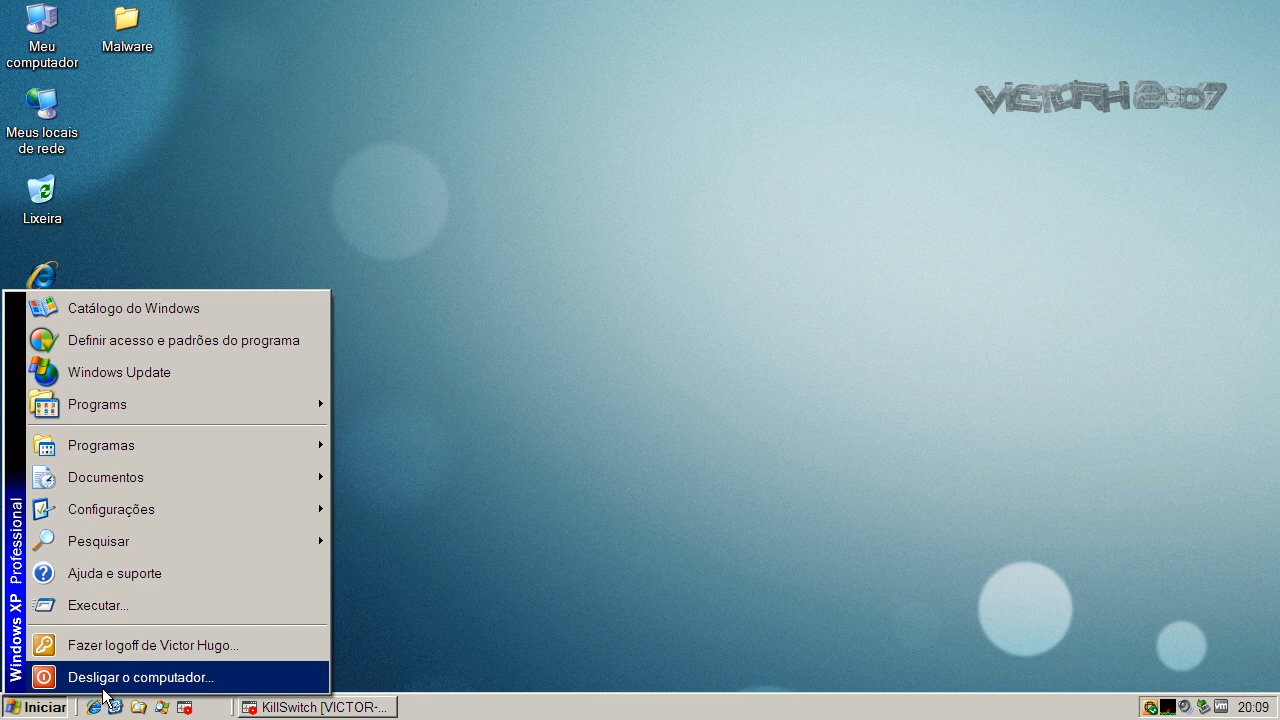 Meu
computador
Malware
Meus locais
de rede
Lixeira
VICTORH 2007
Catálogo do Windows
Definir acesso e padrões do programa
Windows Update
Programs
Programas
Documentos
Configurações
Pesquisar
Ajuda e suporte
Executar...
Fazer logoff de Victor Hugo...
Desligar o computador...
Windows XP Professional
Iniciar
KillSwitch [VICTOR-...
20:09